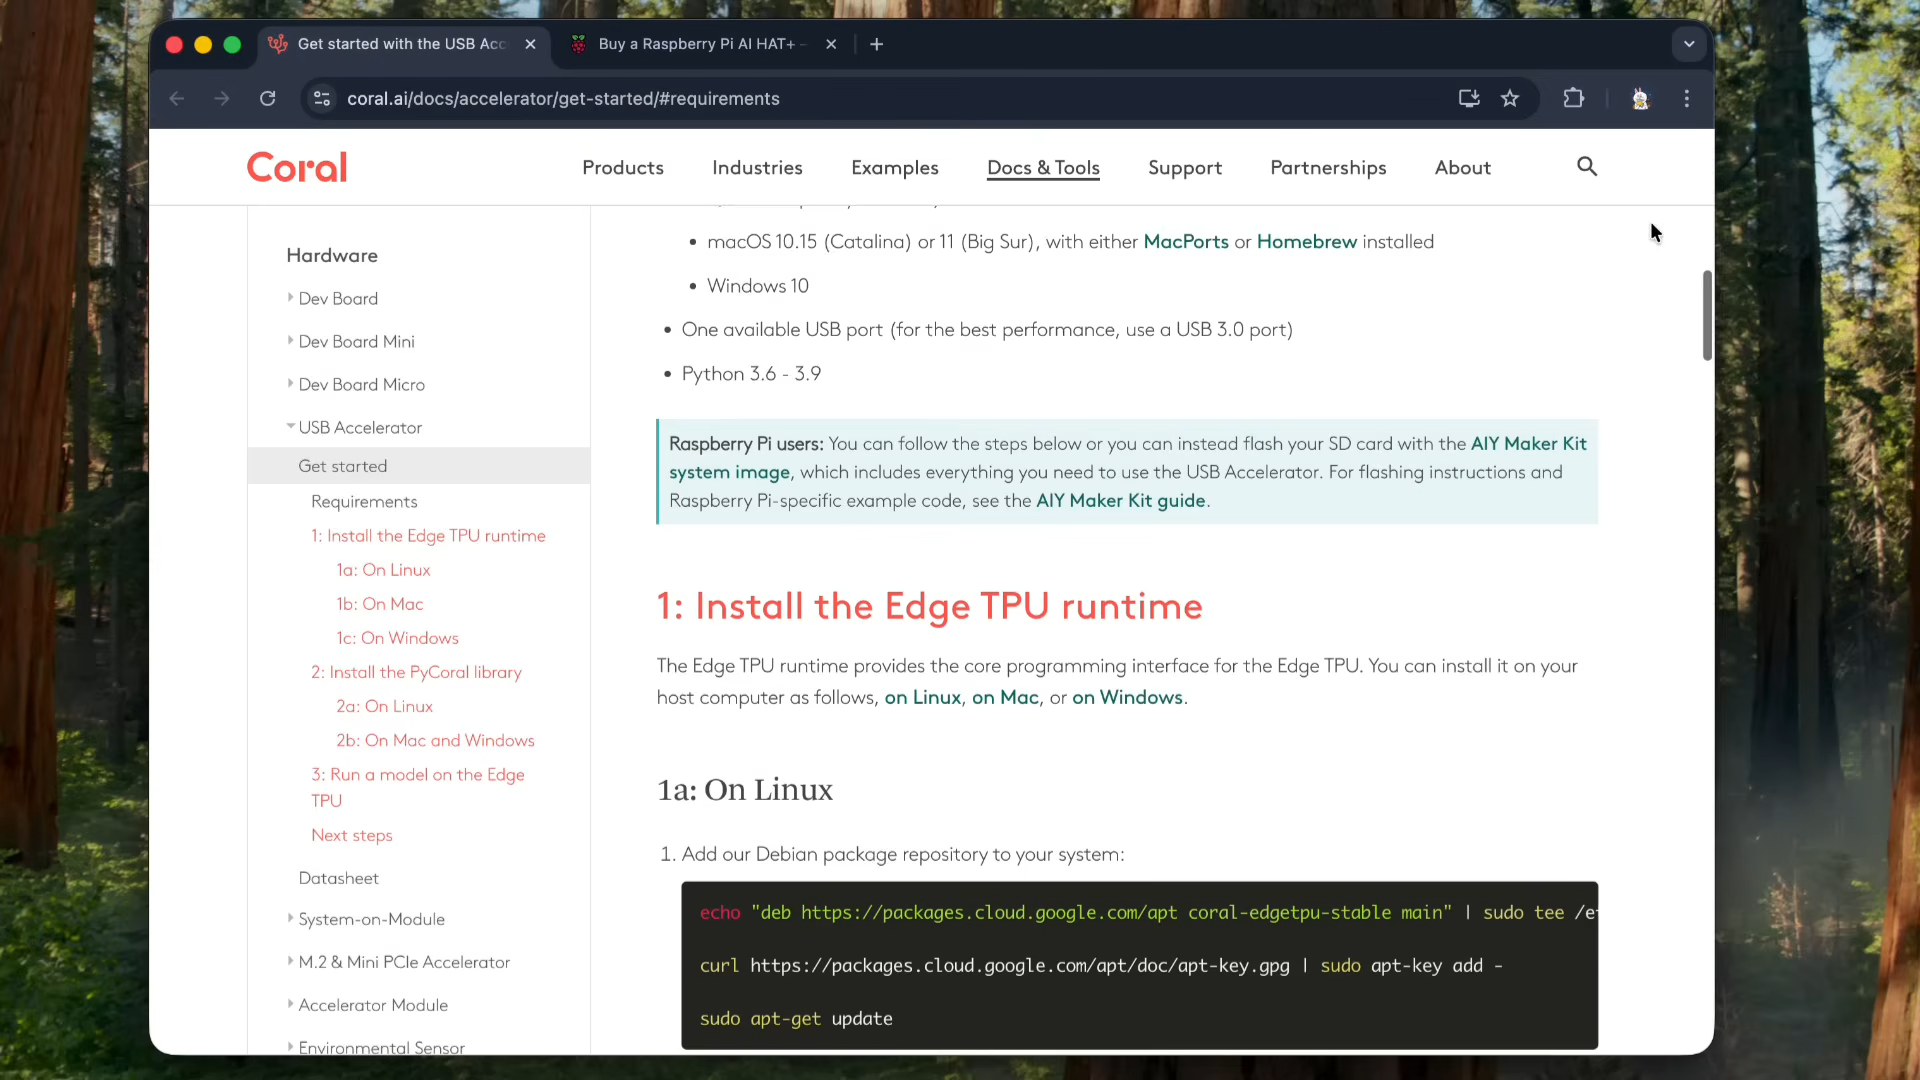 Get started with the USB Acc
Buy a Raspberry Pi AI HAT+ -
coral.ai/docs/accelerator/get-started/#requirements
Coral
Products
Industries
Examples
Docs & Tools
Support
Partnerships
About
Hardware
Dev Board
Dev Board Mini
Dev Board Micro
USB Accelerator
Get started
Requirements
1: Install the Edge TPU runtime
1a: On Linux
1b: On Mac
1c: On Windows
2: Install the PyCoral library
2a: On Linux
2b: On Mac and Windows
3: Run a model on the Edge
TPU
Next steps
Datasheet
System-on-Module
M.2 & Mini PCIe Accelerator
Accelerator Module
Environmental Sensor
• macOS 10.15 (Catalina) or 11 (Big Sur), with either MacPorts or Homebrew installed
• Windows 10
• One available USB port (for the best performance, use a USB 3.0 port)
• Python 3.6 - 3.9
Raspberry Pi users: You can follow the steps below or you can instead flash your SD card with the AIY Maker Kit
system image, which includes everything you need to use the USB Accelerator. For flashing instructions and
Raspberry Pi-specific example code, see the AIY Maker Kit guide.
1: Install the Edge TPU runtime
The Edge TPU runtime provides the core programming interface for the Edge TPU. You can install it on your
host computer as follows, on Linux, on Mac, or on Windows.
1a: On Linux
1. Add our Debian package repository to your system:
echo "deb https://packages.cloud.google.com/apt coral-edgetpu-stable main" | sudo tee /et
curl https://packages.cloud.google.com/apt/doc/apt-key.gpg | sudo apt-key add -
sudo apt-get update